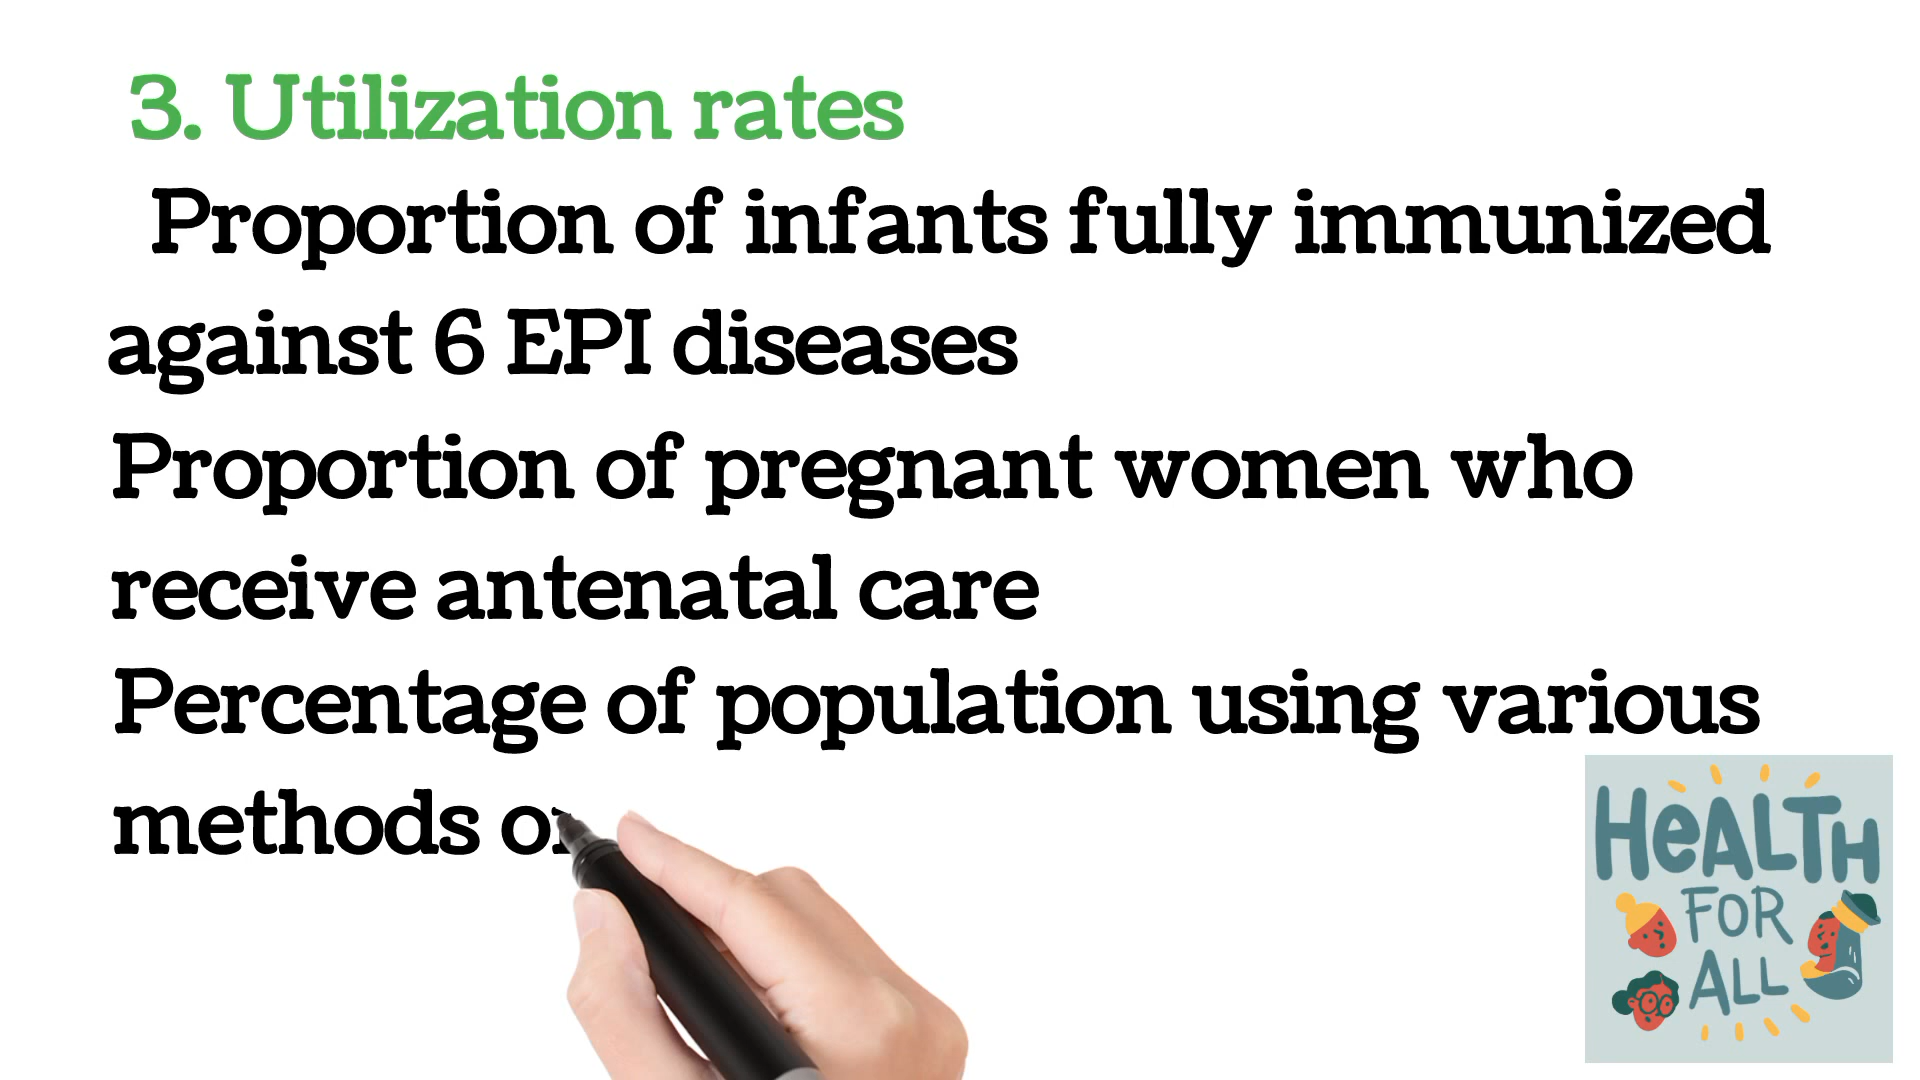 3. Utilization rates
Proportion of infants fully immunized
against 6 EPI diseases
Proportion of pregnant women who
receive antenatal care
Percentage of population using various
methods
HeALTH
FOR
ALL